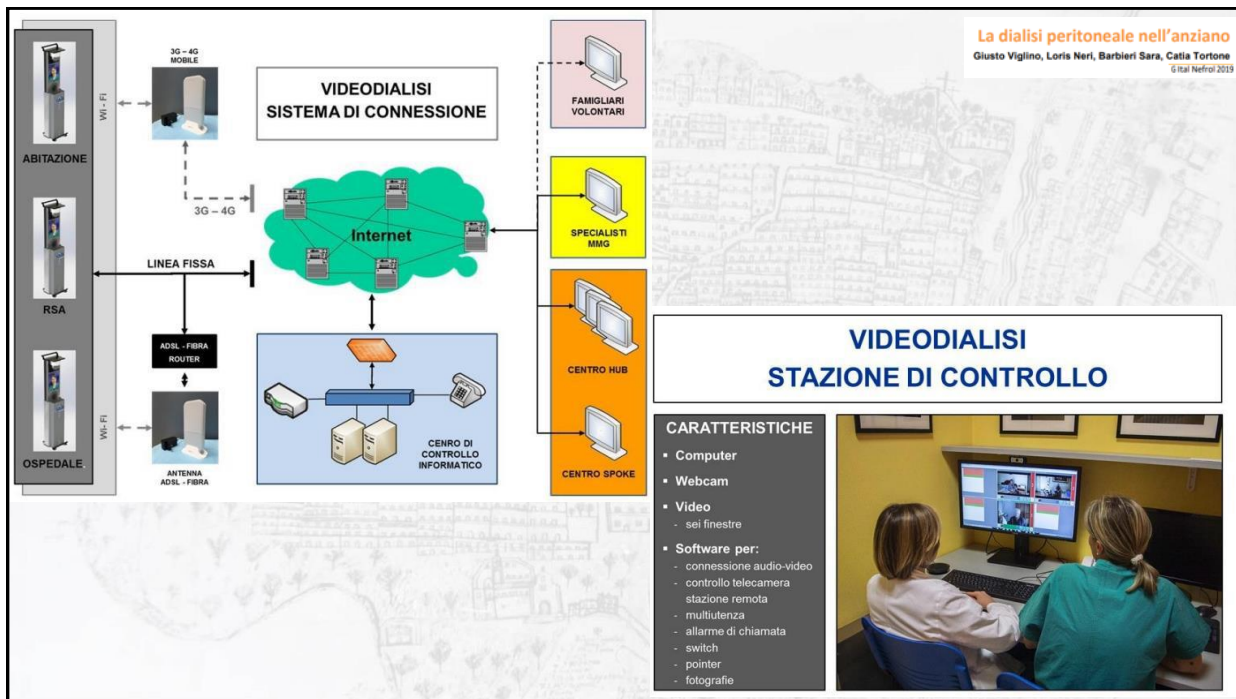 La dialisi peritoneale nell'anziano
Giusto Viglino, Loris Neri, Barbieri Sara, Catia Tortone
G Ital Nefrol 2019
VIDEODIALISI
SISTEMA DI CONNESSIONE
ABITAZIONE
RSA
OSPEDALE
Wi - Fi
Wi-Fi
3G – 4G
MOBILE
3G – 4G
LINEA FISSA
ADSL - FIBRA
ROUTER
ANTENNA
ADSL - FIBRA
Internet
CENRO DI
CONTROLLO
INFORMATICO
FAMIGLIARI
VOLONTARI
SPECIALISTI
MMG
CENTRO HUB
CENTRO SPOKE
VIDEODIALISI
STAZIONE DI CONTROLLO
CARATTERISTICHE
▪ Computer
▪ Webcam
▪ Video
- sei finestre
▪ Software per:
- connessione audio-video
- controllo telecamera
stazione remota
- multiutenza
- allarme di chiamata
- switch
- pointer
- fotografie